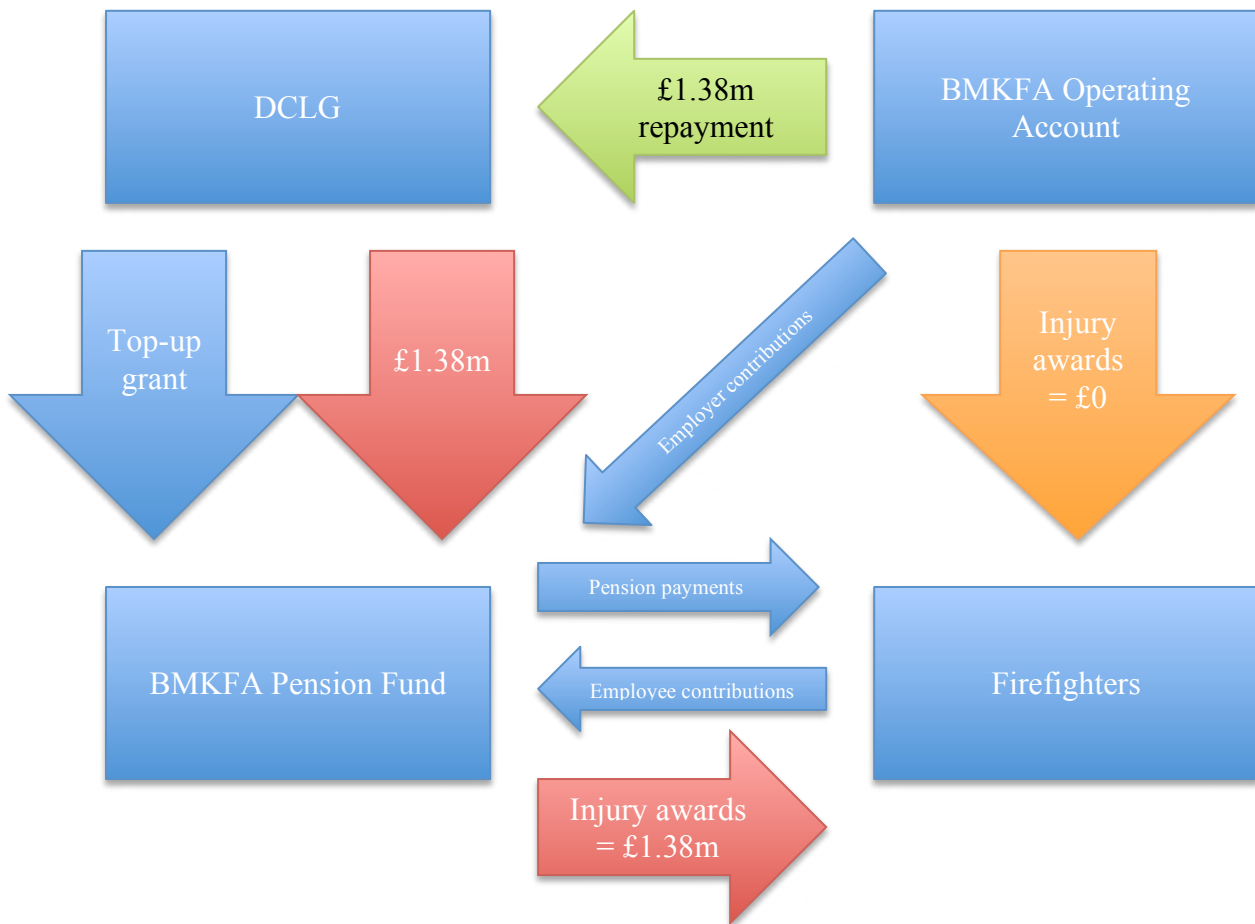 DCLG
£1.38m
repayment
BMKFA Operating
Account
Top-up
grant
£1.38m
Employer contributions
Injury
awards
= £0
Pension payments
BMKFA Pension Fund
Employee contributions
Firefighters
Injury awards
= £1.38m